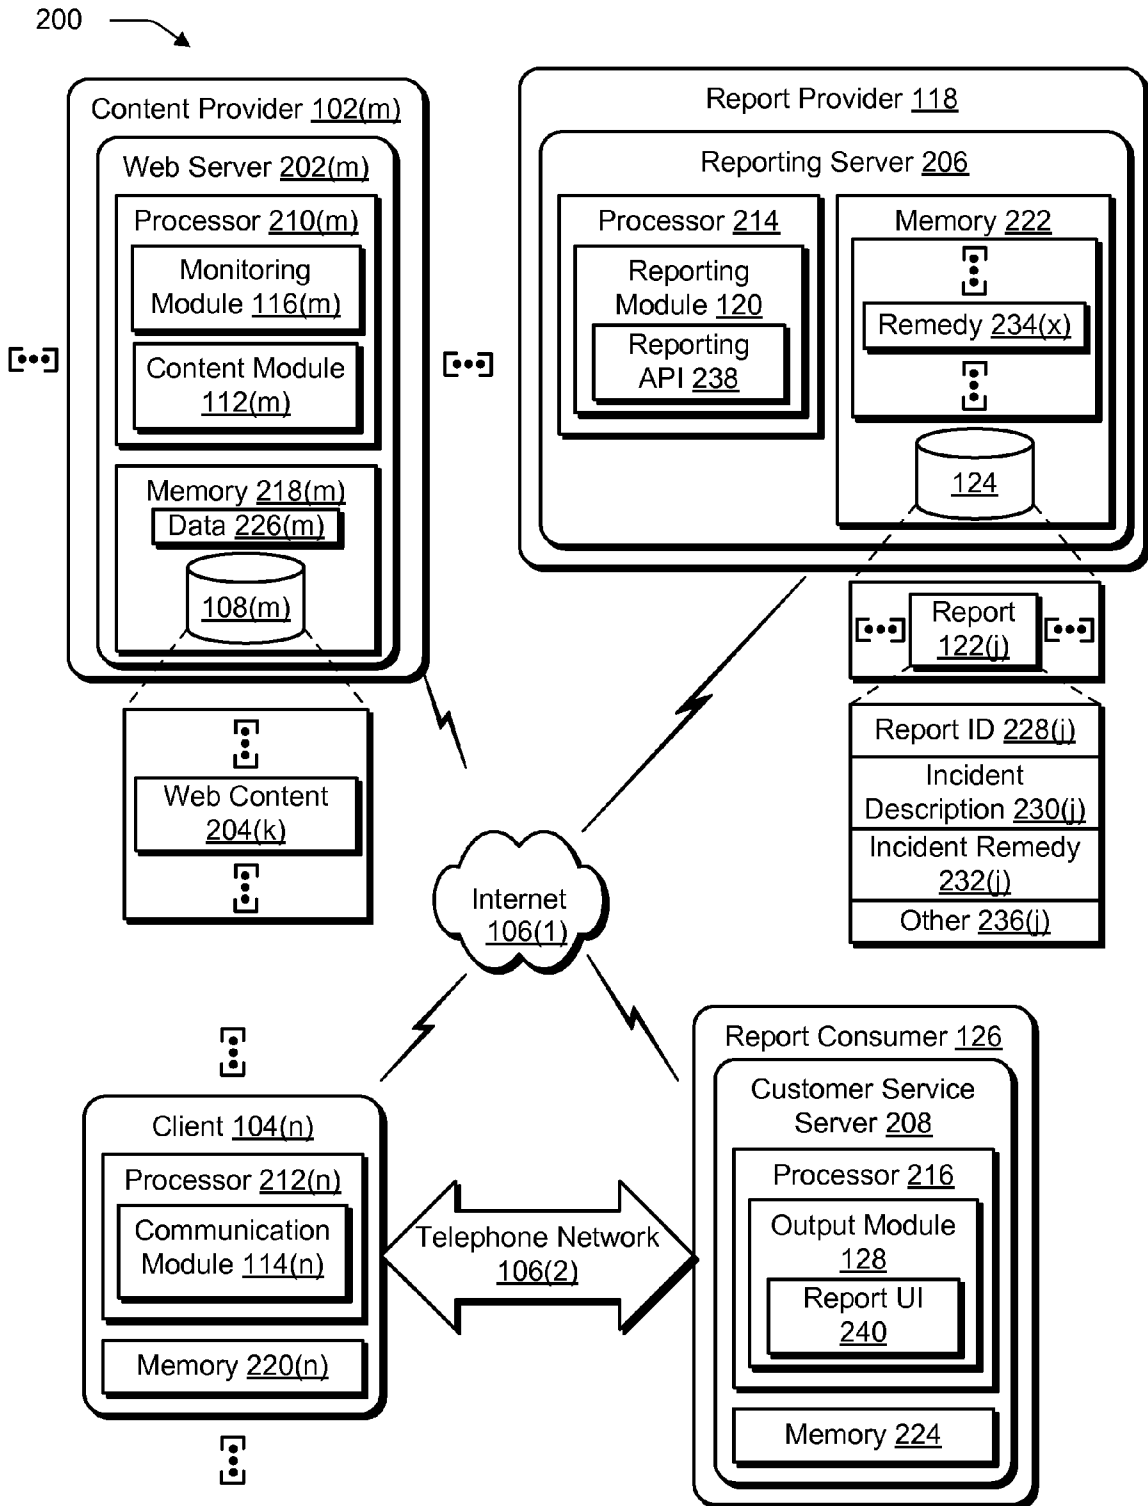 200
Content Provider 102(m)
Web Server 202(m)
Processor 210(m)
Monitoring
Module 116(m)
Content Module
112(m)
Memory 218(m)
Data 226(m)
108(m)
Web Content
204(k)
Report Provider 118
Reporting Server 206
Processor 214
Reporting
Module 120
Reporting
API 238
Memory 222
Remedy 234(x)
124
Report
122(j)
Report ID 228(j)
Incident
Description 230(j)
Incident Remedy
232(j)
Other 236(j)
Internet
106(1)
Client 104(n)
Processor 212(n)
Communication
Module 114(n)
Memory 220(n)
Telephone Network
106(2)
Report Consumer 126
Customer Service
Server 208
Processor 216
Output Module
128
Report UI
240
Memory 224